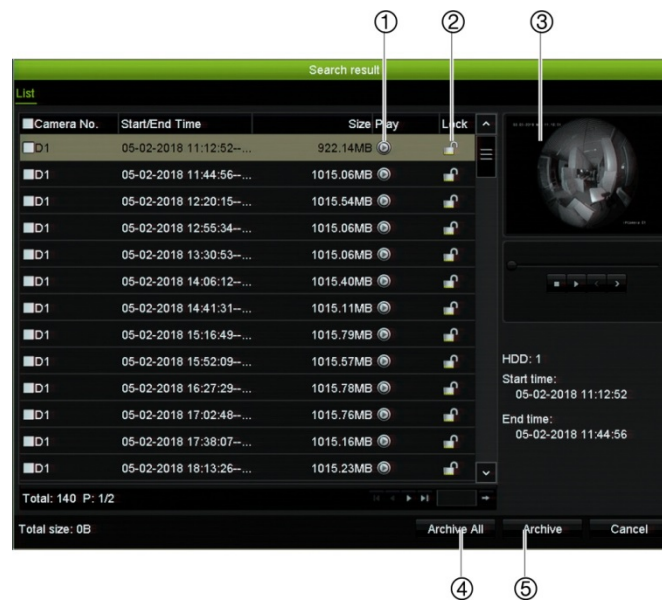 ① ② ③
Search result
List
Camera No. Start/End Time Size Play Lock
D1 05-02-2018 11:12:52--... 922.14MB
D1 05-02-2018 11:44:56--... 1015.06MB
D1 05-02-2018 12:20:15--... 1015.54MB
D1 05-02-2018 12:55:34--... 1015.06MB
D1 05-02-2018 13:30:53--... 1015.06MB
D1 05-02-2018 14:06:12--... 1015.40MB
D1 05-02-2018 14:41:31--... 1015.11MB
D1 05-02-2018 15:16:49--... 1015.79MB
D1 05-02-2018 15:52:09--... 1015.57MB
D1 05-02-2018 16:27:29--... 1015.78MB
D1 05-02-2018 17:02:48--... 1015.76MB
D1 05-02-2018 17:38:07--... 1015.16MB
D1 05-02-2018 18:13:26--... 1015.23MB
HDD: 1
Start time:
05-02-2018 11:12:52
End time:
05-02-2018 11:44:56
Total: 140 P: 1/2
Total size: 0B
Archive All Archive Cancel
④ ⑤